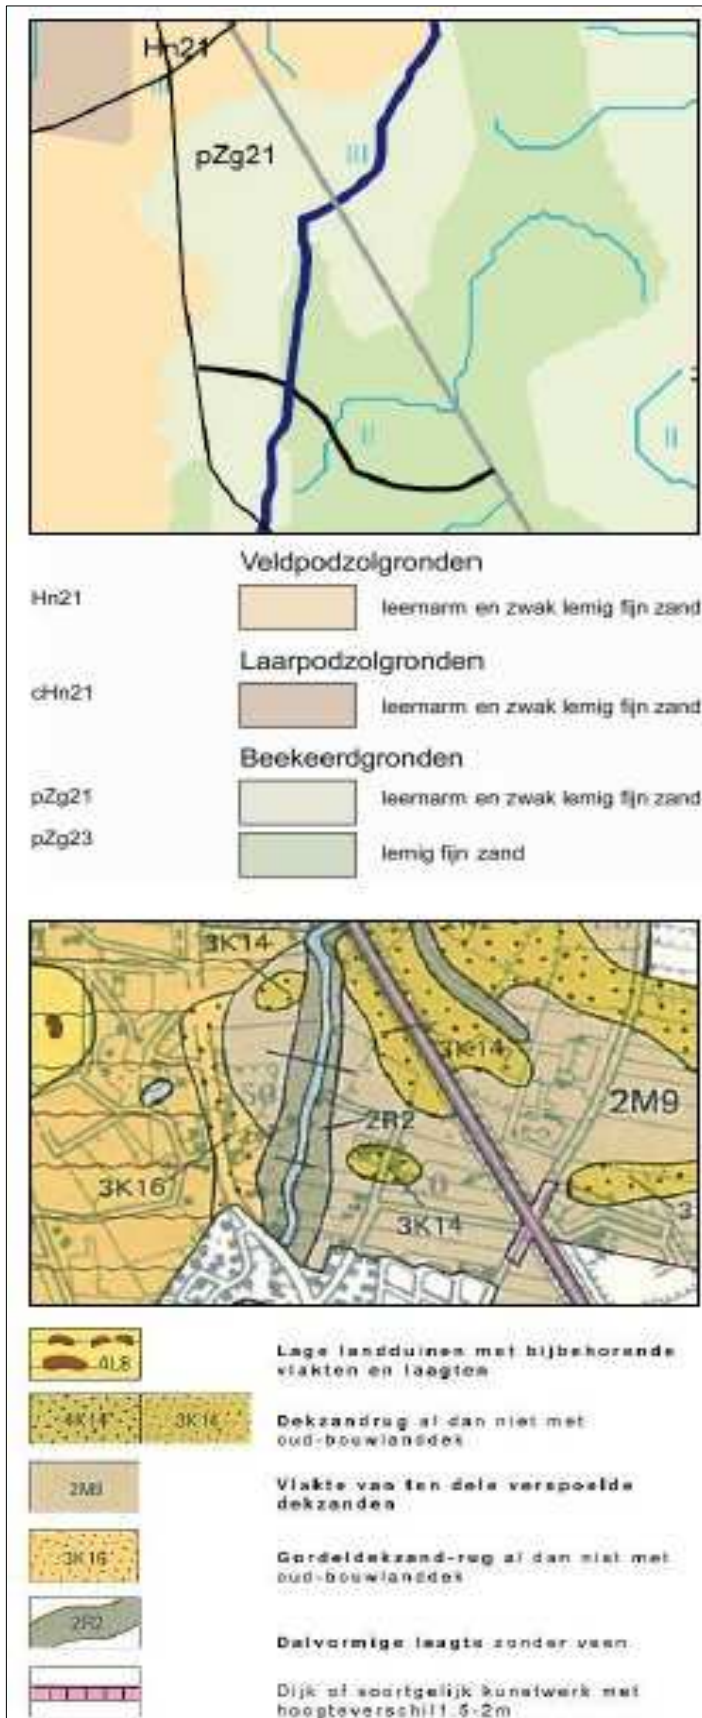 Hn21
III
pZg21
II
II
Veldpodzolgronden
Hn21
leemarm en zwak lemig fijn zand
Laarpodzolgronden
cHn21
leemarm en zwak lemig fijn zand
Beekeerdgronden
pZg21
leemarm en zwak lemig fijn zand
pZg23
lemig fijn zand
3K14
3K14
2M9
2R2
3K16
3K14
3
4L8
Lage landduinen met bijbehorende
vlakten en laagten
4K14
3K14
Dekzandrug al dan niet met
oud-bouwlanddek
2M9
Vlakte van ten dele verspoelde
dekzanden
3K16
Gordeldekzand-rug al dan niet met
oud-bouwlanddek
2R2
Dalvormige laagte zonder veen
Dijk of soortgelijk kunstwerk met
hoogteverschil 1.5-2m